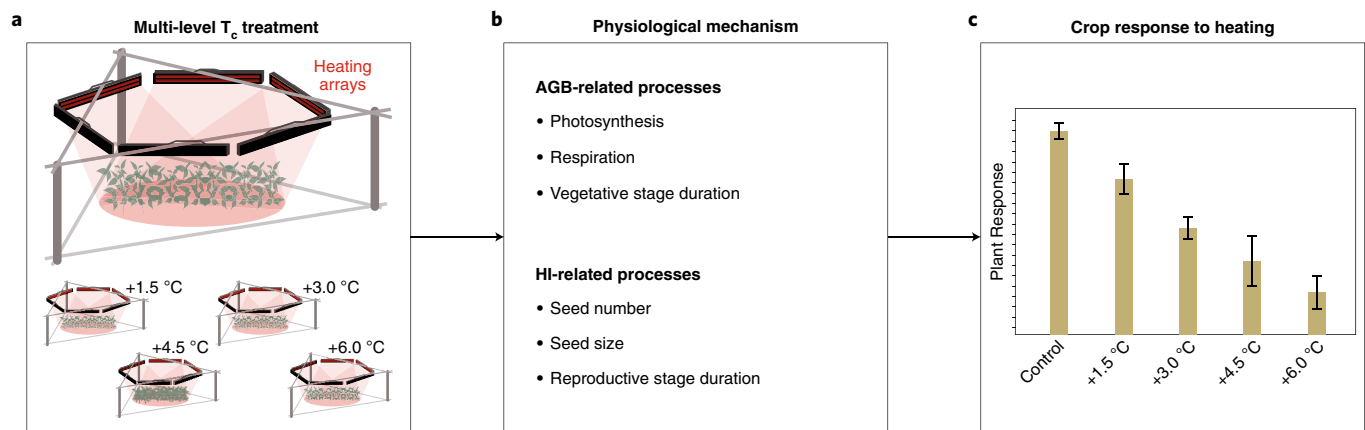 a
Multi-level Tc treatment
Heating
arrays
+1.5 °C
+3.0 °C
+4.5 °C
+6.0 °C
b
Physiological mechanism
AGB-related processes
• Photosynthesis
• Respiration
• Vegetative stage duration
HI-related processes
• Seed number
• Seed size
• Reproductive stage duration
c
Crop response to heating
Plant Response
Control
+1.5 °C
+3.0 °C
+4.5 °C
+6.0 °C